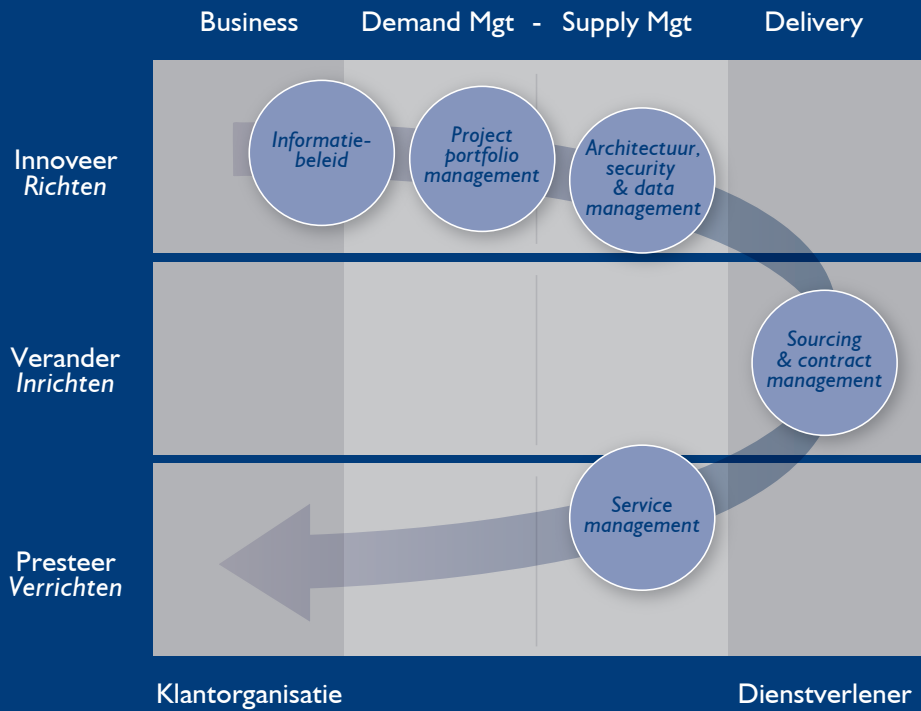 Business Demand Mgt - Supply Mgt Delivery
Innoveer
Richten
Informatie-
beleid
Project
portfolio
management
Architectuur,
security
& data
management
Verander
Inrichten
Sourcing
& contract
management
Presteer
Verrichten
Service
management
Klantorganisatie Dienstverlener